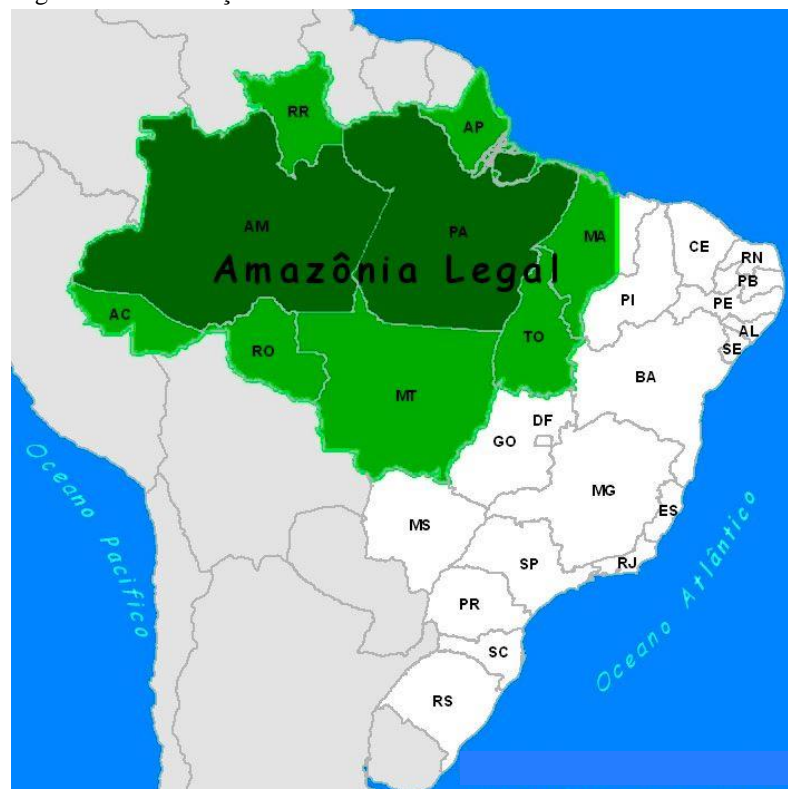 RR
AP
AM
PA
MA
CE
RN
PB
Amazônia Legal
PI
PE
AC
AL
TO
SE
RO
BA
MT
DF
GO
MG
ES
MS
SP
RJ
PR
SC
RS
Oceano Pacífico
Oceano Atlântico